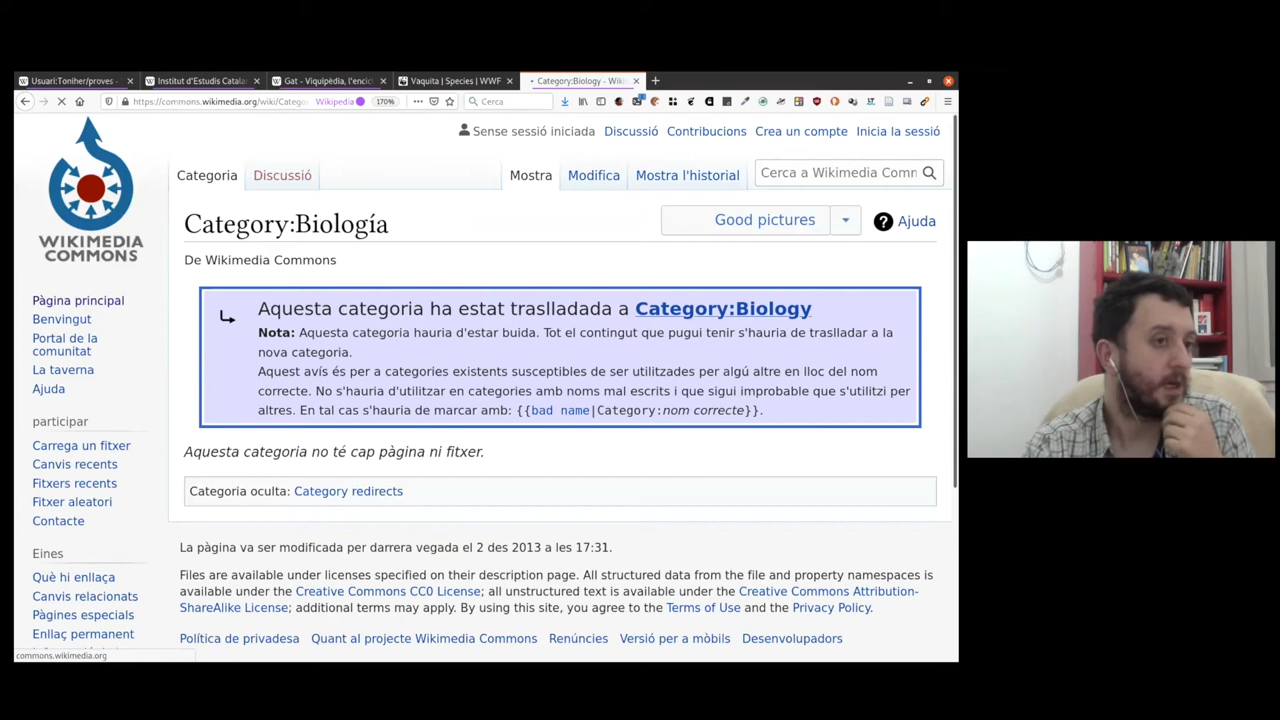 Usuari:Toniher/proves -
Institut d'Estudis Catala
Gat - Viquipèdia, l'enci
Vaquita | Species | WWF
Category:Biology - Wiki
https://commons.wikimedia.org/wiki/Catego
Wikipedia
170%
Cerca
Sense sessió iniciada Discussió Contribucions Crea un compte Inicia la sessió
Categoria Discussió Mostra Modifica Mostra l'historial
Cerca a Wikimedia Comm
WIKIMEDIA
COMMONS
Category:Biología
Good pictures
Ajuda
De Wikimedia Commons
Aquesta categoria ha estat traslladada a Category:Biology
Nota: Aquesta categoria hauria d'estar buida. Tot el contingut que pugui tenir s'hauria de traslladar a la
nova categoria.
Aquest avís és per a categories existents susceptibles de ser utilitzades per algú altre en lloc del nom
correcte. No s'hauria d'utilitzar en categories amb noms mal escrits i que sigui improbable que s'utilitzi per
altres. En tal cas s'hauria de marcar amb: {{bad name|Category:nom correcte}}.
Aquesta categoria no té cap pàgina ni fitxer.
Categoria oculta: Category redirects
La pàgina va ser modificada per darrera vegada el 2 des 2013 a les 17:31.
Files are available under licenses specified on their description page. All structured data from the file and property namespaces is
available under the Creative Commons CC0 License; all unstructured text is available under the Creative Commons Attribution-
ShareAlike License; additional terms may apply. By using this site, you agree to the Terms of Use and the Privacy Policy.
Política de privadesa Quant al projecte Wikimedia Commons Renúncies Versió per a mòbils Desenvolupadors
Pàgina principal
Benvingut
Portal de la
comunitat
La taverna
Ajuda
participar
Carrega un fitxer
Canvis recents
Fitxers recents
Fitxer aleatori
Contacte
Eines
Què hi enllaça
Canvis relacionats
Pàgines especials
Enllaç permanent
commons.wikimedia.org